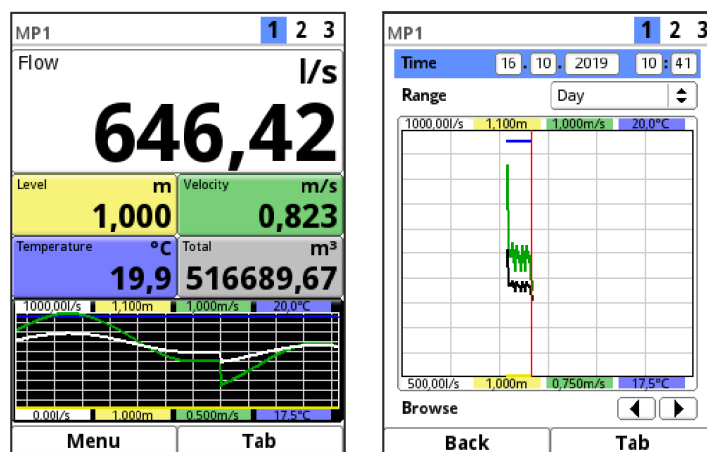 MP1 1 2 3
Flow l/s
646,42
Level m Velocity m/s
1,000 0,823
Temperature °C Total m³
19,9 516689,67
1000,00l/s 1,100m 1,000m/s 20,0°C
0,00l/s 1,000m 0,500m/s 17,5°C
Menu Tab
MP1 1 2 3
Time 16. 10. 2019 10:41
Range Day
1000,00l/s 1,100m 1,000m/s 20,0°C
500,00l/s 1,000m 0,750m/s 17,5°C
Browse
Back Tab